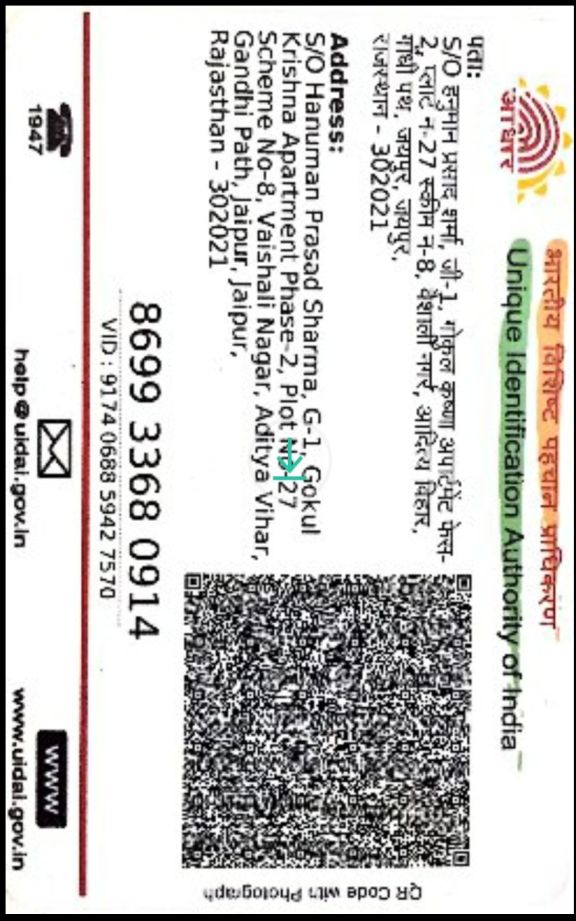 भारतीय विशिष्ट पहचान प्राधिकरण
Unique Identification Authority of India
आधार
पता:
S/O हनुमान प्रसाद शर्मा, जी-1, गोकुल कृष्णा अपार्टमेंट फेस-
2, प्लाट न-27 स्कीम न-8, वैशाली नगर, आदित्य विहार,
गांधी पथ, जयपुर, जयपुर,
राजस्थान - 302021
Address:
S/O Hanuman Prasad Sharma, G-1, Gokul
Krishna Apartment Phase-2, Plot No-27
Scheme No-8, Vaishali Nagar, Aditya Vihar,
Gandhi Path, Jaipur, Jaipur,
Rajasthan - 302021
QR Code with Photograph
8699 3368 0914
VID : 9174 0688 5942 7570
1947
help@uidai.gov.in
www
www.uidai.gov.in